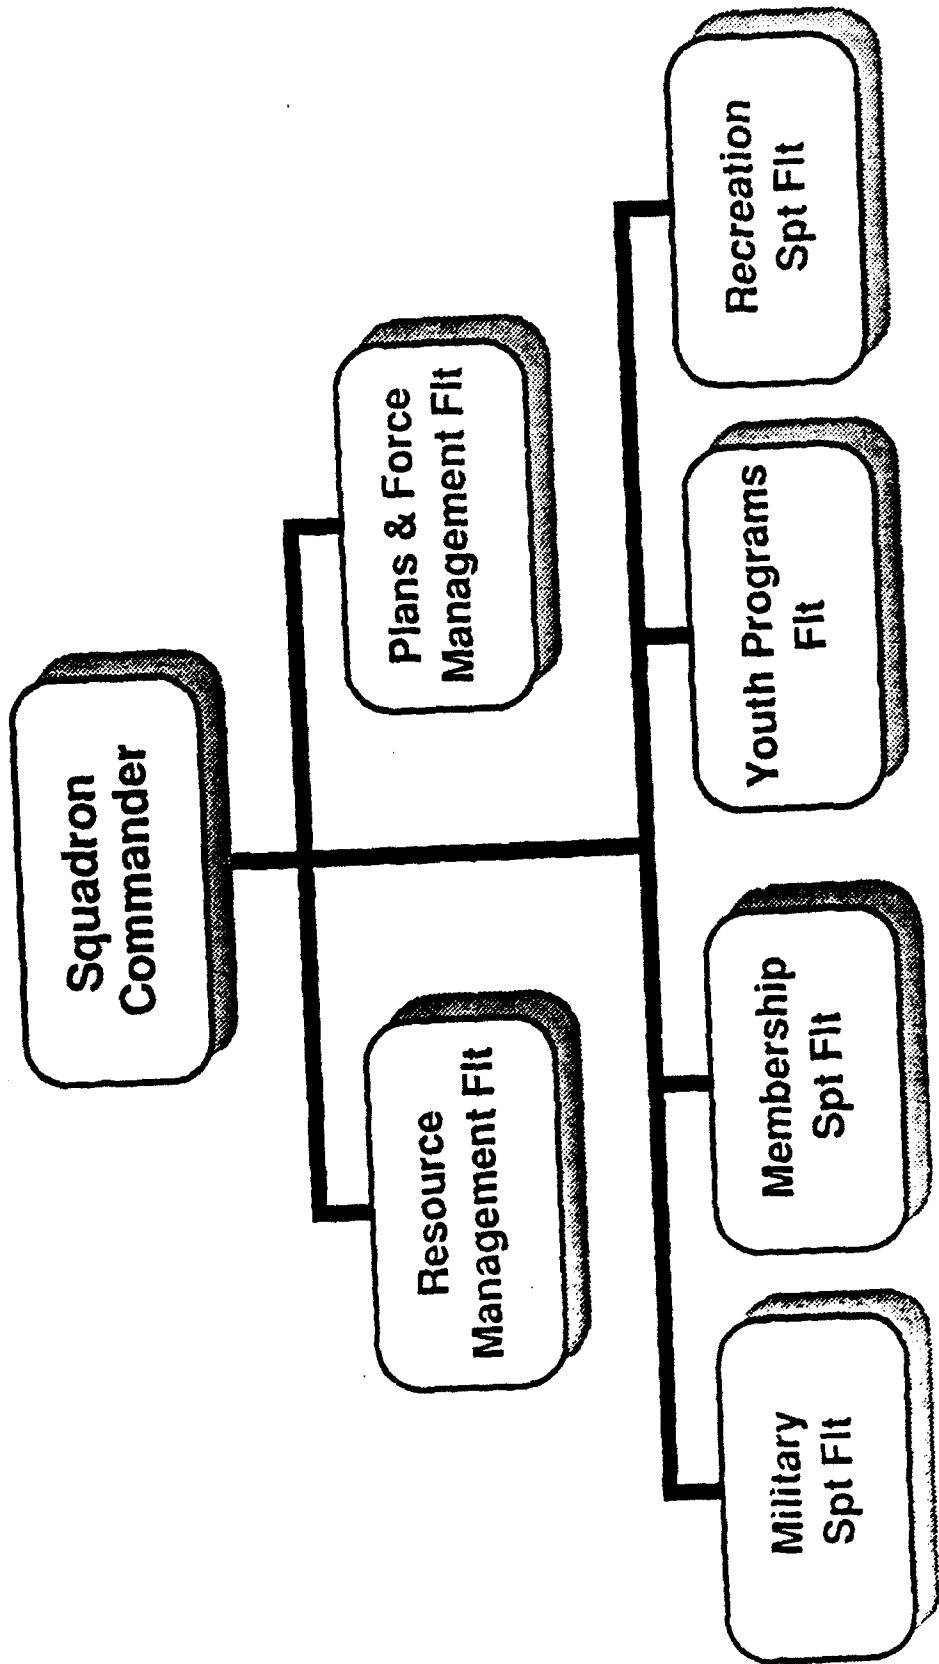 Squadron
Commander
Resource
Management Flt
Plans & Force
Management Flt
Military
Spt Flt
Membership
Spt Flt
Youth Programs
Flt
Recreation
Spt Flt